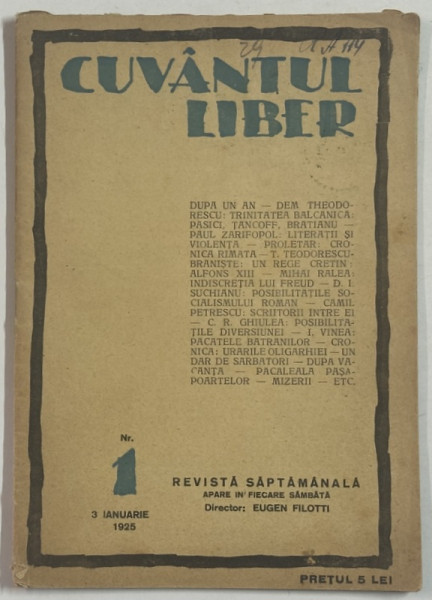 CUVÂNTUL
LIBER
DUPA UN AN — DEM THEODO-
RESCU: TRINITATEA BALCANICA:
PASICI, ȚANCOFF, BRATIANU —
PAUL ZARIFOPOL: LITERAȚII ȘI
VIOLENȚA — PROLETAR: CRO-
NICA RIMATA — T. TEODORESCU-
BRANIȘTE: UN REGE CRETIN:
ALFONS XIII — MIHAI RALEA:
INDISCREȚIA LUI FREUD — D. I.
SUCHIANU: POSIBILITAȚILE SO-
CIALISMULUI ROMAN — CAMIL
PETRESCU: SCRIITORII INTRE EI
— C. R. GHIULEA: POSIBILITA-
ȚILE DIVERSIUNEI — I. VINEA:
PACATELE BATRANILOR — CRO-
NICA: URARILE OLIGARHIEI — UN
DAR DE SARBATORI — DUPA VA-
CANȚA — PACALEALA PAȘA-
POARTELOR — MIZERII — ETC.
Nr.
1
3 IANUARIE
1925
REVISTĂ SĂPTĂMÂNALĂ
APARE IN FIECARE SÂMBĂTĂ
Director: EUGEN FILOTTI
PREȚUL 5 LEI